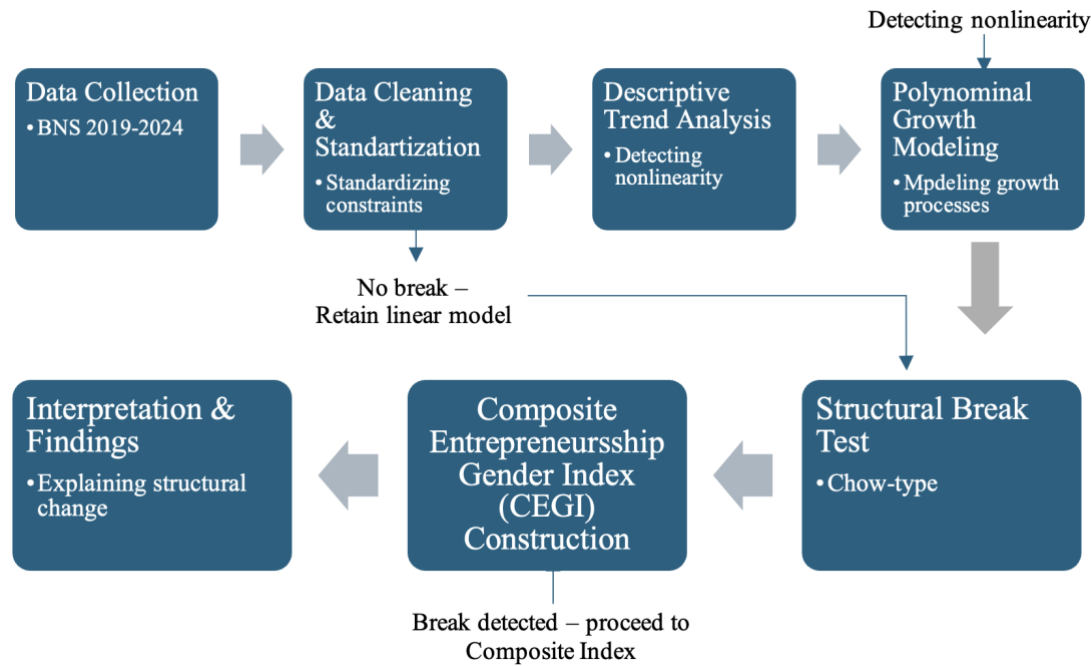 Detecting nonlinearity
Data Collection
•BNS 2019-2024
Data Cleaning
&
Standartization
•Standardizing
constraints
Descriptive
Trend Analysis
•Detecting
nonlinearity
Polynominal
Growth
Modeling
•Mpdeling growth
processes
No break –
Retain linear model
Interpretation &
Findings
•Explaining structural
change
Composite
Entrepreneursship
Gender Index
(CEGI)
Construction
Structural Break
Test
•Chow-type
Break detected – proceed to
Composite Index